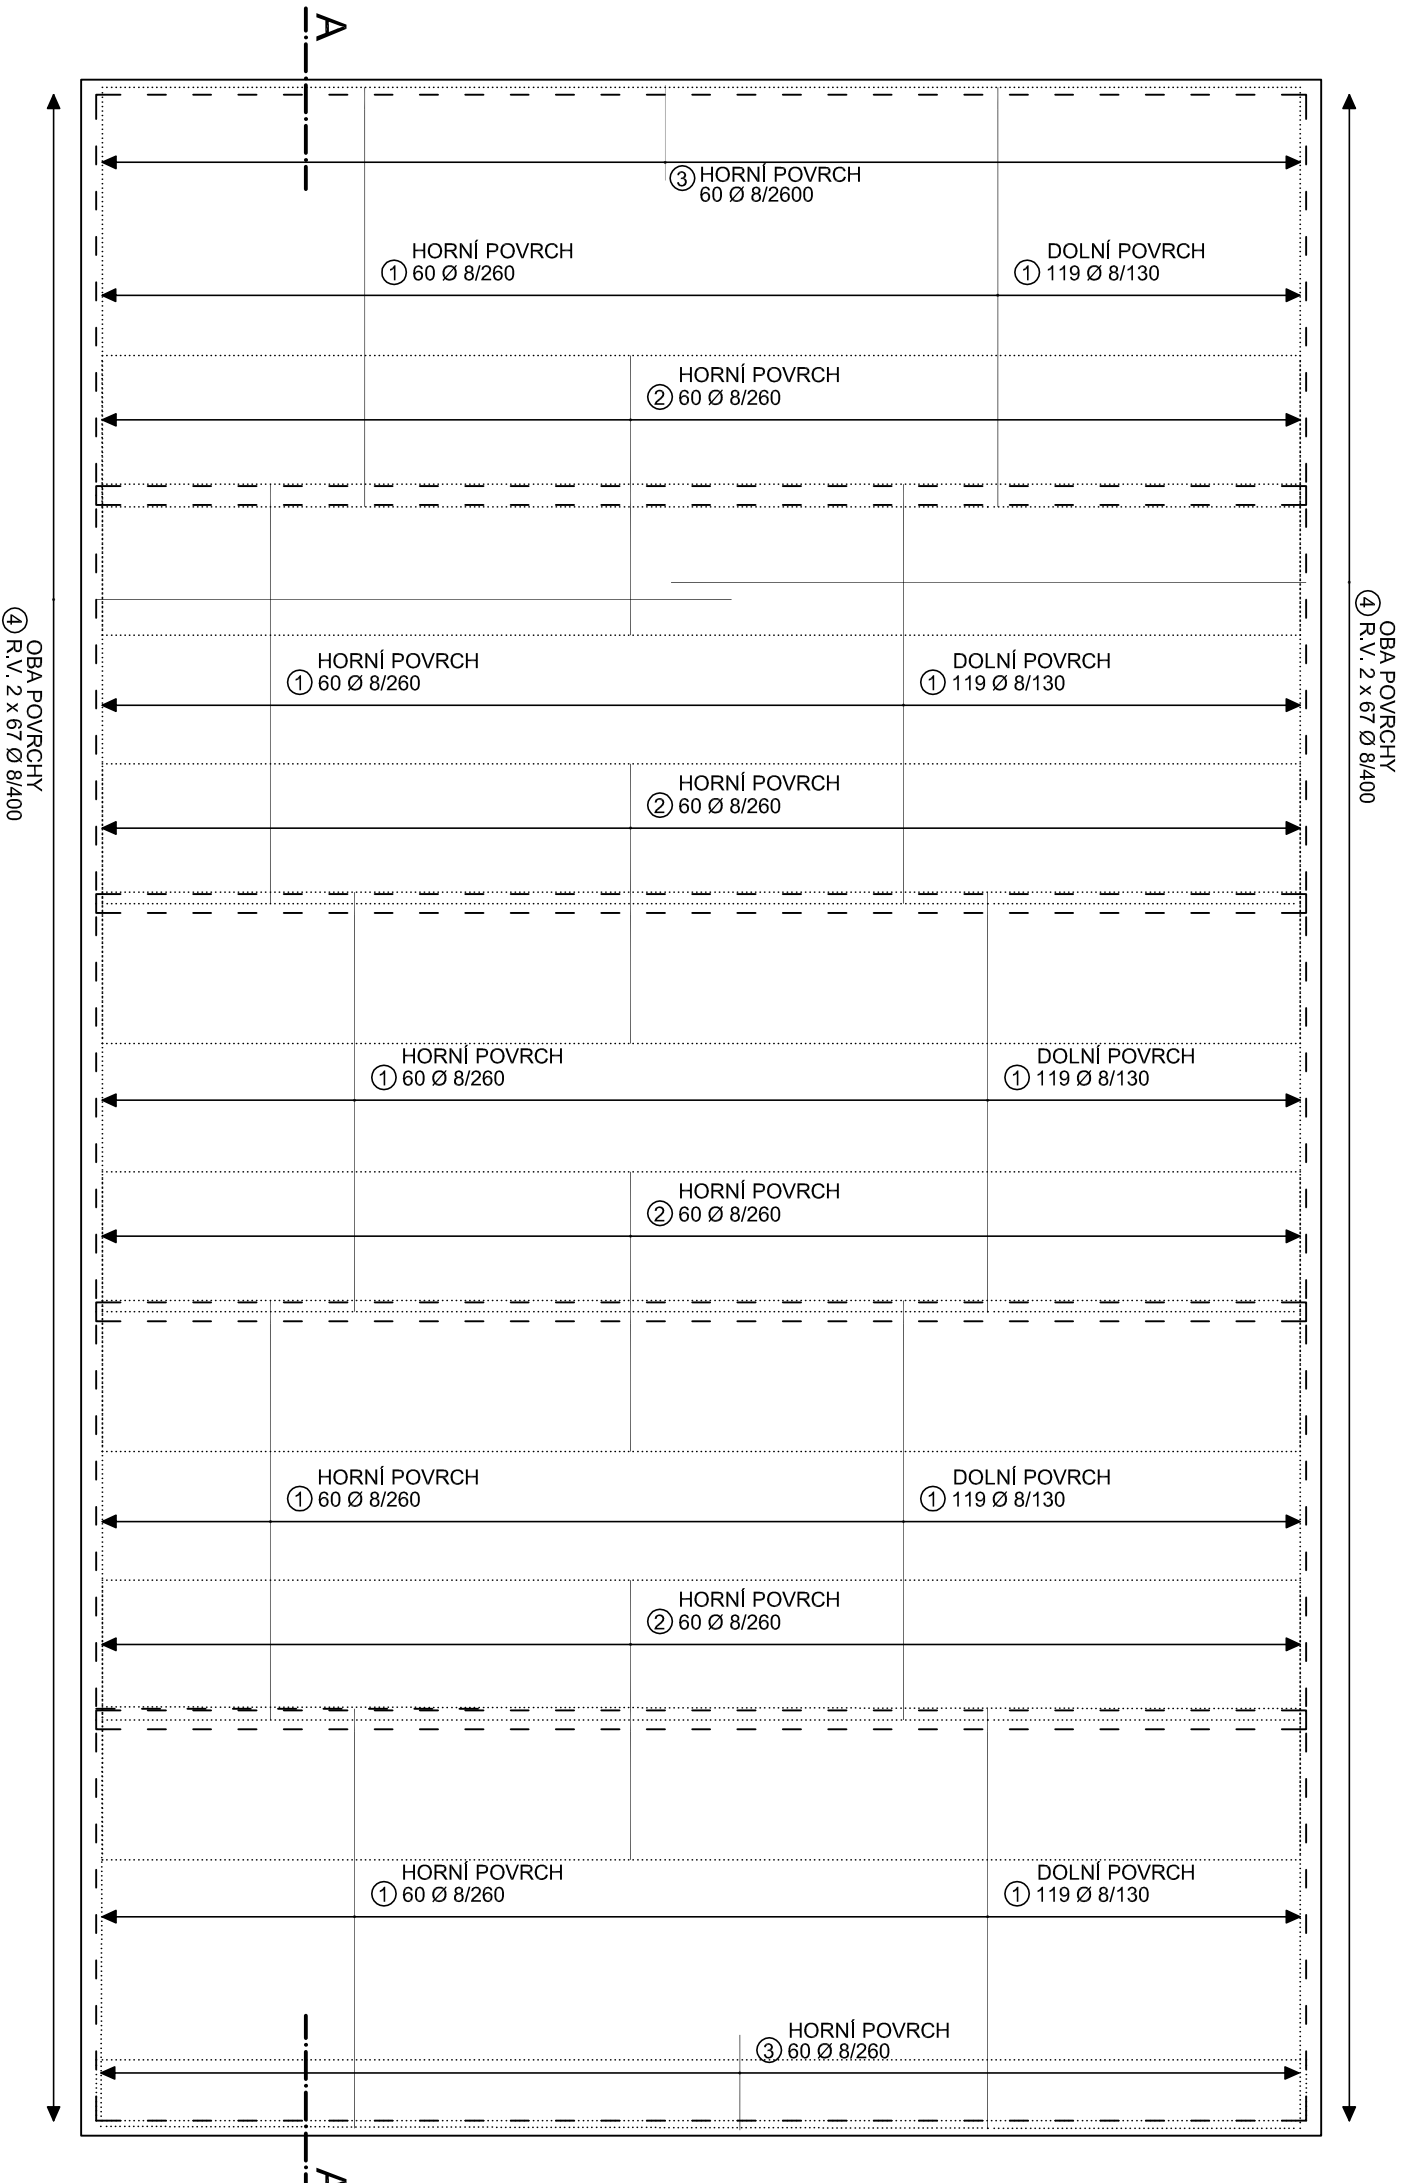 A
③ HORNÍ POVRCH
60 Ø 8/2600
HORNÍ POVRCH
① 60 Ø 8/260
DOLNÍ POVRCH
① 119 Ø 8/130
HORNÍ POVRCH
② 60 Ø 8/260
OBA POVRCHY
④ R.V. 2 x 67 Ø 8/400
OBA POVRCHY
④ R.V. 2 x 67 Ø 8/400
HORNÍ POVRCH
① 60 Ø 8/260
DOLNÍ POVRCH
① 119 Ø 8/130
HORNÍ POVRCH
② 60 Ø 8/260
HORNÍ POVRCH
① 60 Ø 8/260
DOLNÍ POVRCH
① 119 Ø 8/130
HORNÍ POVRCH
② 60 Ø 8/260
HORNÍ POVRCH
① 60 Ø 8/260
DOLNÍ POVRCH
① 119 Ø 8/130
HORNÍ POVRCH
② 60 Ø 8/260
HORNÍ POVRCH
① 60 Ø 8/260
DOLNÍ POVRCH
① 119 Ø 8/130
HORNÍ POVRCH
③ 60 Ø 8/260
A